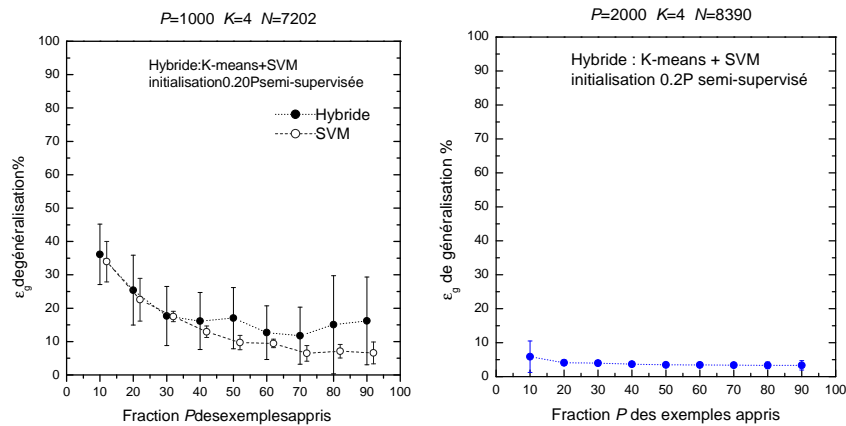 P=1000 K=4 N=7202
100
90
80
70
60
50
40
30
20
10
0
0 10 20 30 40 50 60 70 80 90 100
εg degénéralisation%
Fraction Pdesexemplesappris
Hybride:K-means+SVM
initialisation0.20Psemi-supervisée
Hybride
SVM
P=2000 K=4 N=8390
100
90
80
70
60
50
40
30
20
10
0
0 10 20 30 40 50 60 70 80 90 100
εg de généralisation %
Fraction P des exemples appris
Hybride : K-means + SVM
initialisation 0.2P semi-supervisé